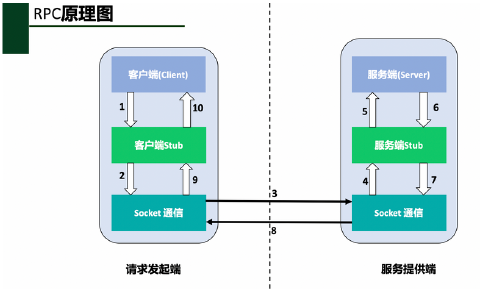 RPC原理图
客户端(Client)
服务端(Server)
1
10
5
6
客户端Stub
服务端Stub
2
9
3
4
7
Socket 通信
Socket 通信
8
请求发起端
服务提供端